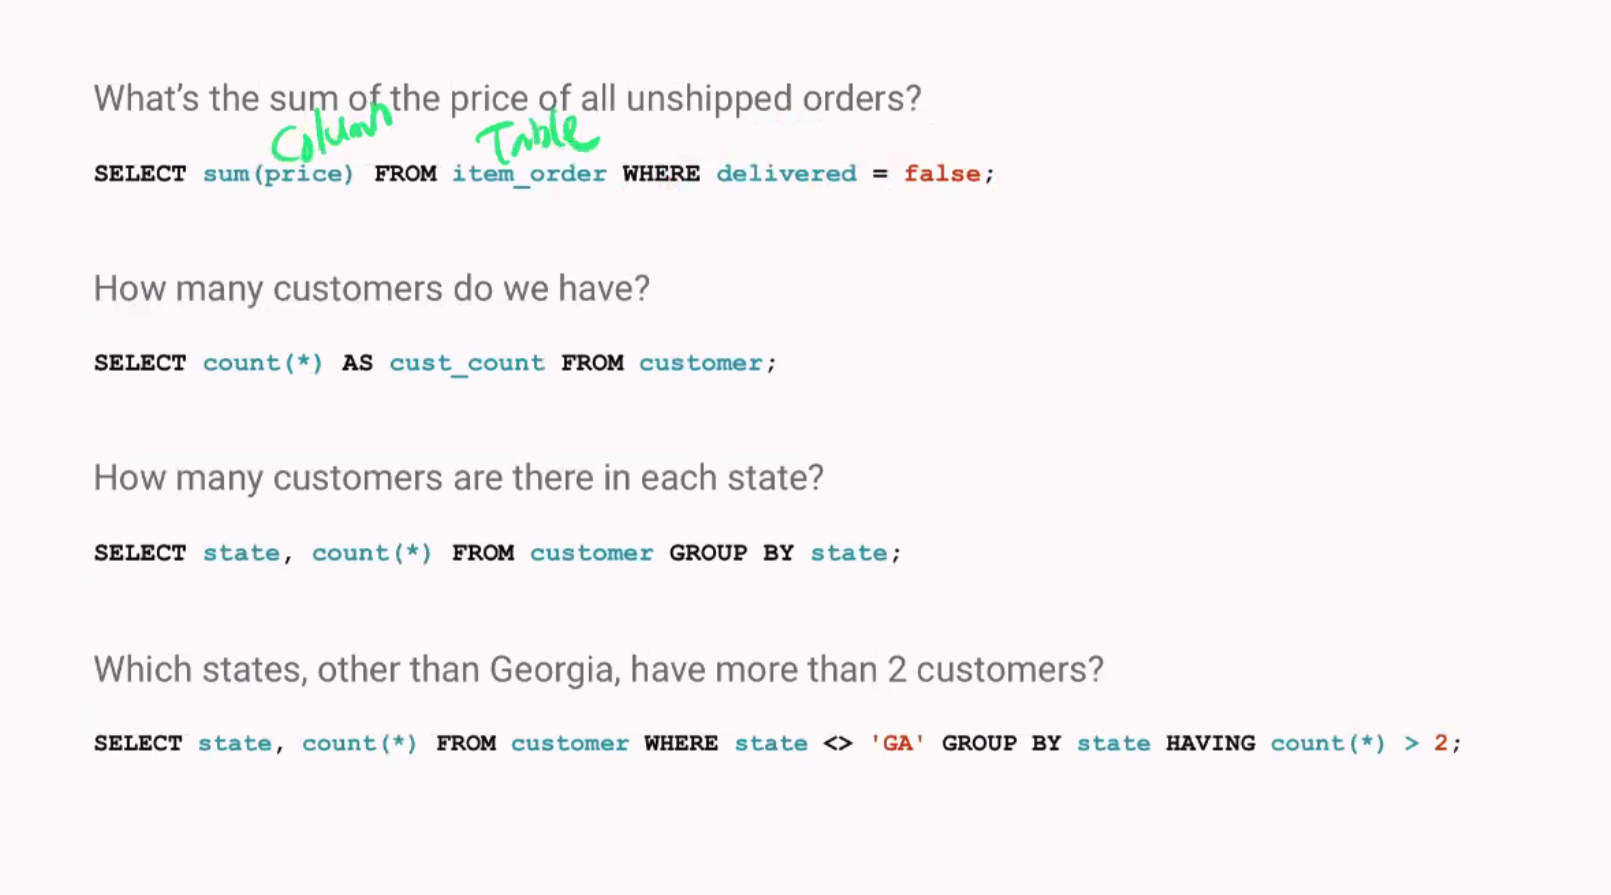 What's the sum of the price of all unshipped orders?
Column Table
SELECT sum(price) FROM item_order WHERE delivered = false;
How many customers do we have?
SELECT count(*) AS cust_count FROM customer;
How many customers are there in each state?
SELECT state, count(*) FROM customer GROUP BY state;
Which states, other than Georgia, have more than 2 customers?
SELECT state, count(*) FROM customer WHERE state <> 'GA' GROUP BY state HAVING count(*) > 2;